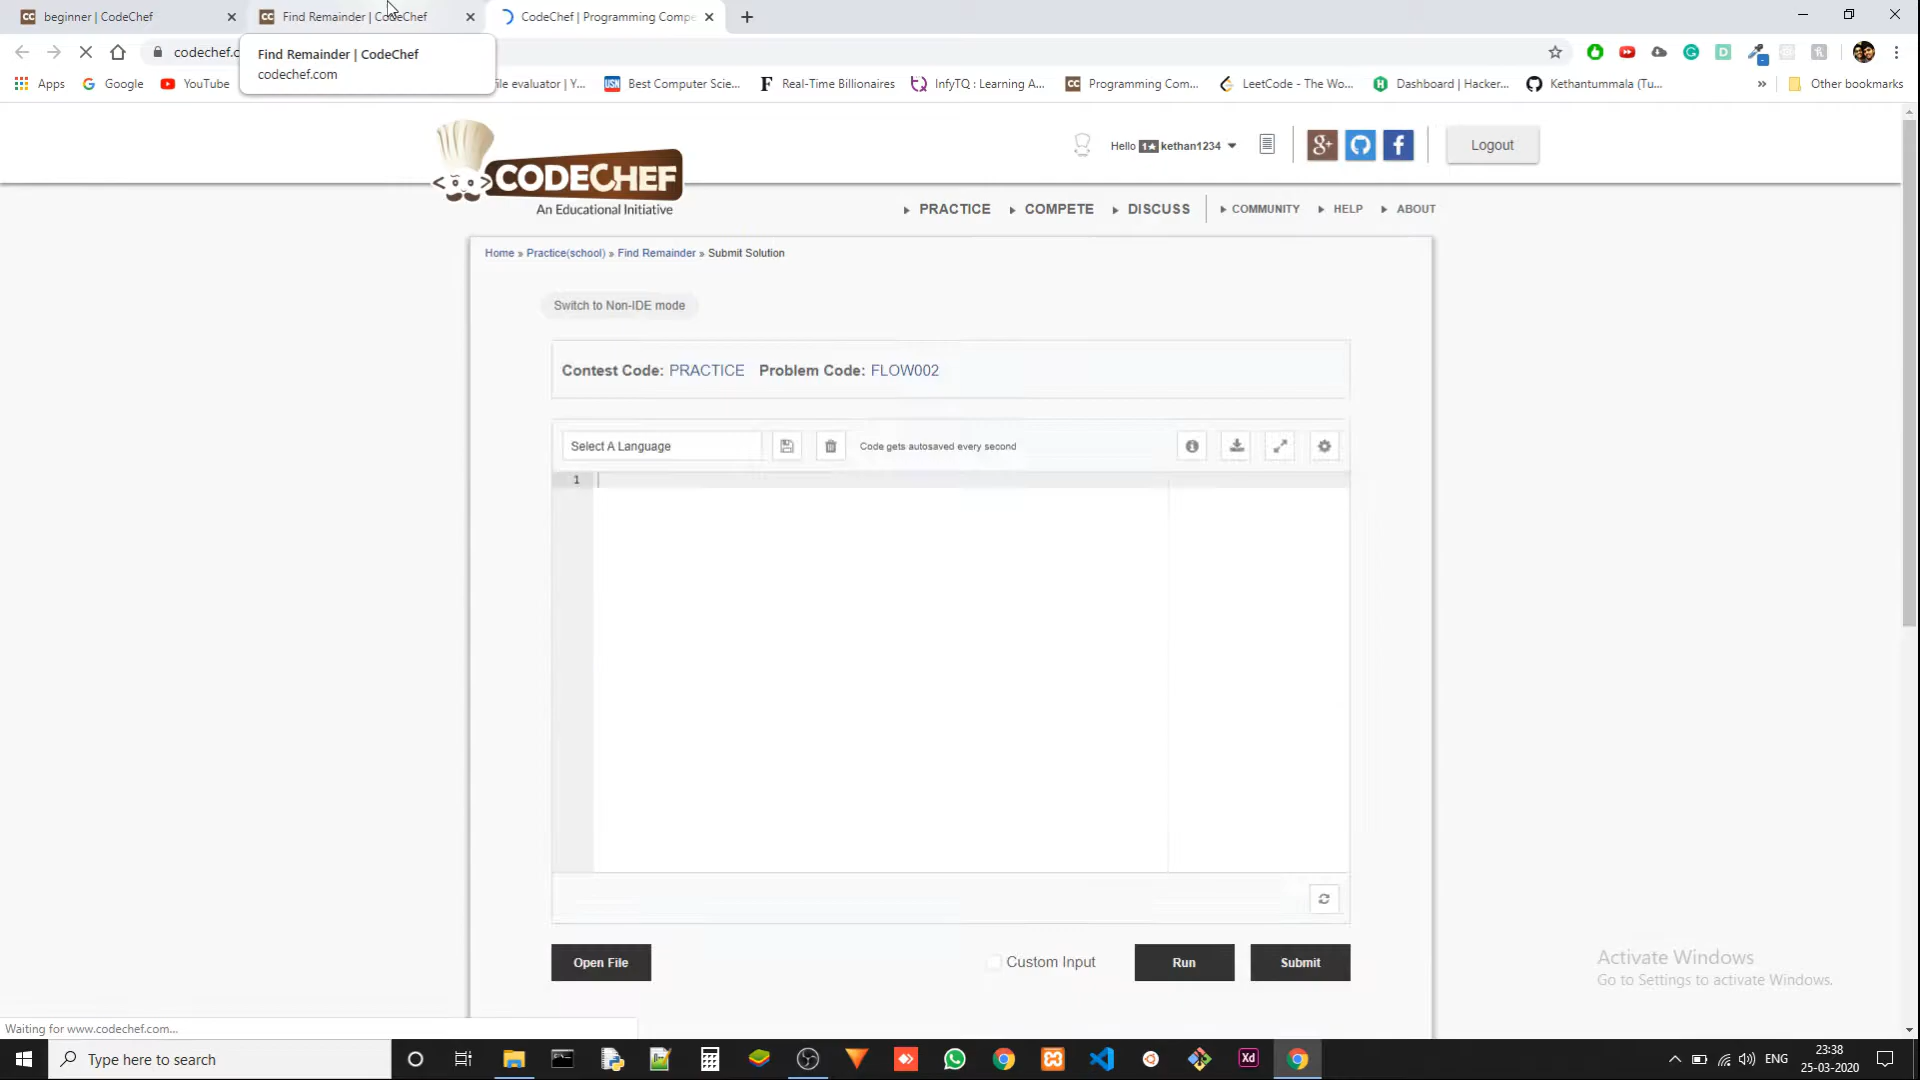 beginner | CodeChef
Find Remainder | CodeChef
CodeChef | Programming Compe
codechef.c
Find Remainder | CodeChef
codechef.com
Apps
Google
YouTube
ile evaluator | Y...
Best Computer Scie...
Real-Time Billionaires
InfyTQ : Learning A...
Programming Com...
LeetCode - The Wo...
Dashboard | Hacker...
Kethantummala (Tu...
»
Other bookmarks
CODECHEF
An Educational Initiative
Hello 1★ kethan1234
Logout
PRACTICE
COMPETE
DISCUSS
COMMUNITY
HELP
ABOUT
Home » Practice(school) » Find Remainder » Submit Solution
Switch to Non-IDE mode
Contest Code: PRACTICE Problem Code: FLOW002
Select A Language
Code gets autosaved every second
1
Open File
Custom Input
Run
Submit
Activate Windows
Go to Settings to activate Windows.
Waiting for www.codechef.com...
Type here to search
Xd
ENG
23:38
25-03-2020